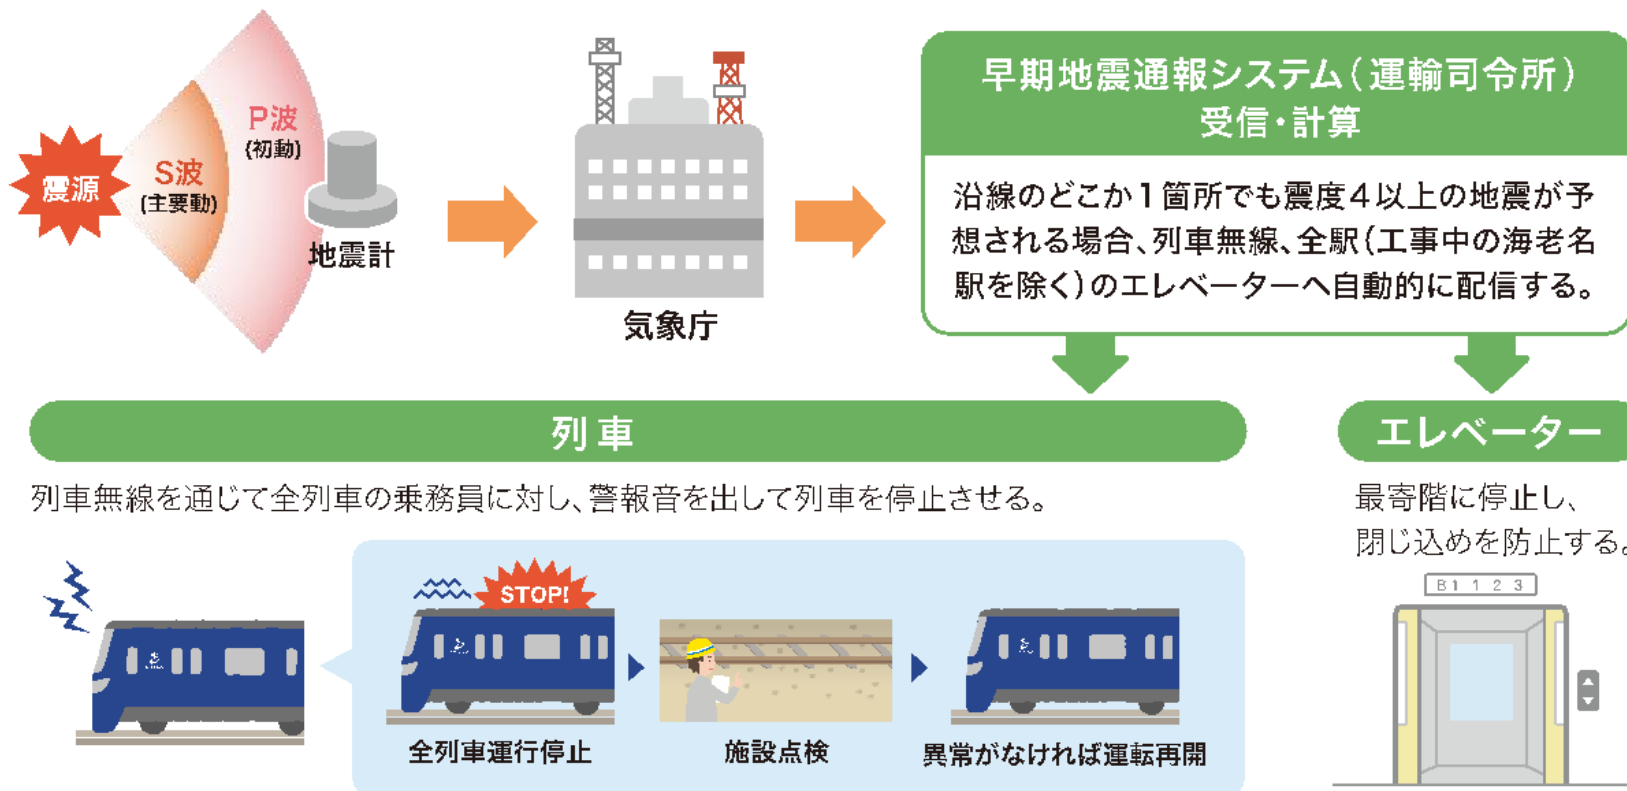 震源
S波
(主要動)
P波
(初動)
地震計
気象庁
早期地震通報システム(運輸司令所)
受信・計算
沿線のどこか1箇所でも震度4以上の地震が予
想される場合、列車無線、全駅(工事中の海老名
駅を除く)のエレベーターへ自動的に配信する。
列車
列車無線を通じて全列車の乗務員に対し、警報音を出して列車を停止させる。
STOP!
全列車運行停止
施設点検
異常がなければ運転再開
エレベーター
最寄階に停止し、
閉じ込めを防止する。
B1 1 2 3